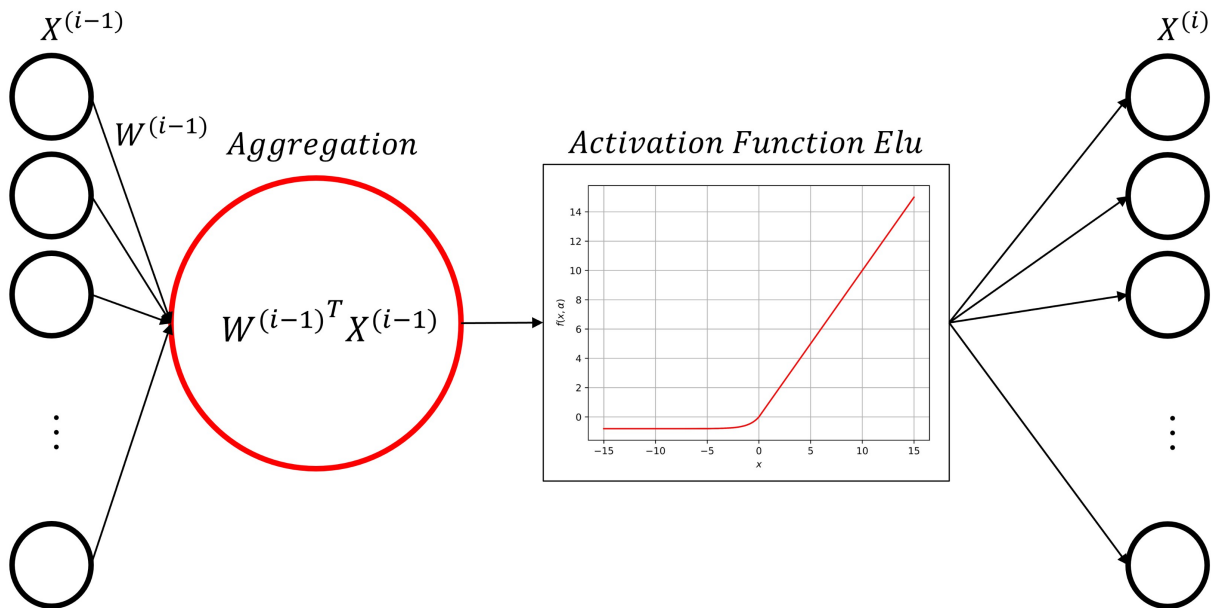 X^(i−1)
X^(i)
W^(i−1)
Aggregation
Activation Function Elu
W^(i−1)^T X^(i−1)
f(x, α)
14
12
10
8
6
4
2
0
−15 −10 −5 0 5 10 15
x
⋮
⋮